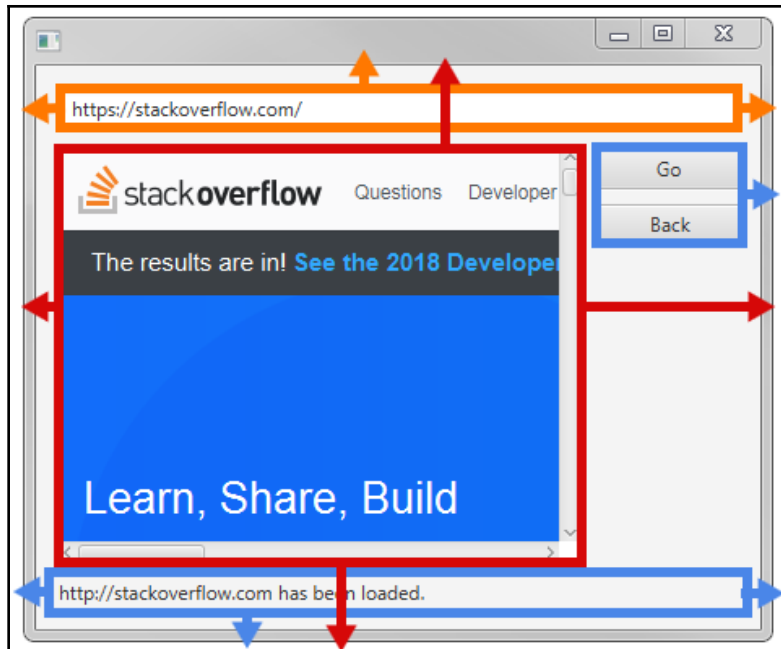 https://stackoverflow.com/
stackoverflow Questions Developer
Go
The results are in! See the 2018 Developer
Back
Learn, Share, Build
http://stackoverflow.com has been loaded.